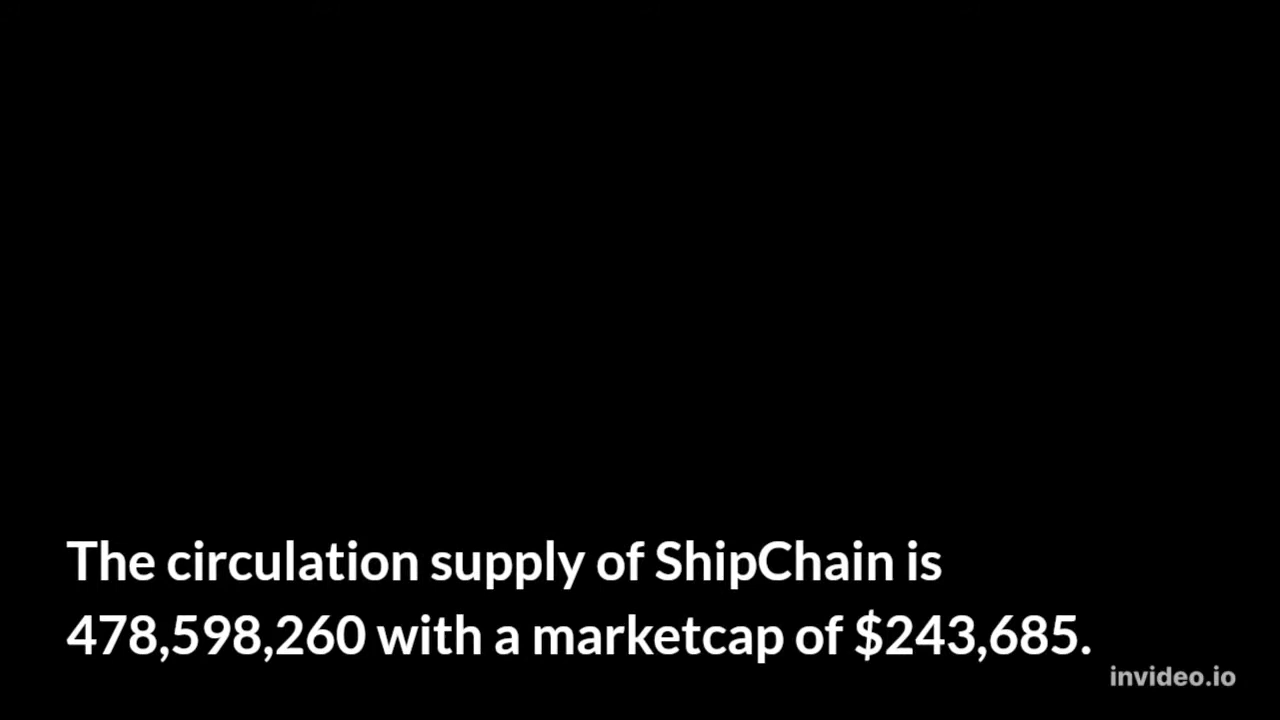 The circulation supply of ShipChain is
478,598,260 with a marketcap of $243,685.
invideo.io